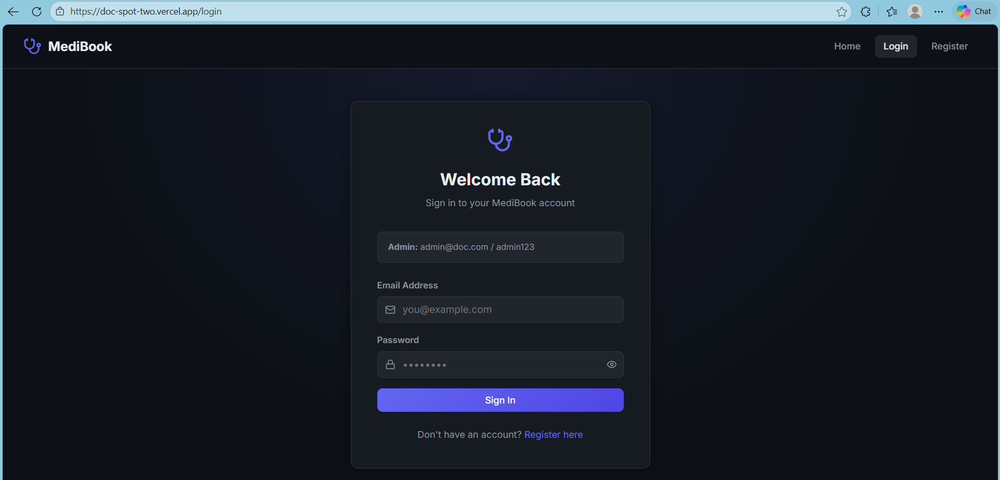 https://doc-spot-two.vercel.app/login
Chat
MediBook
Home
Login
Register
Welcome Back
Sign in to your MediBook account
Admin: admin@doc.com / admin123
Email Address
you@example.com
Password
••••••••
Sign In
Don't have an account? Register here